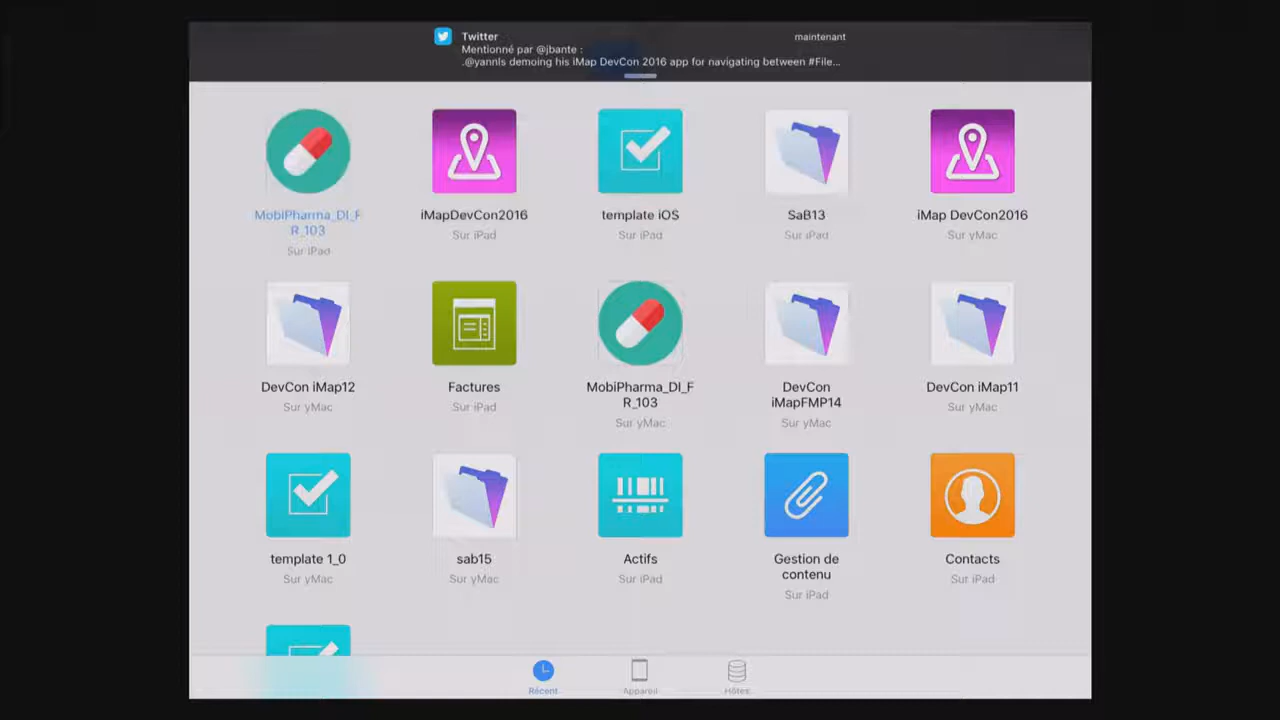 Twitter
maintenant
Mentionné par @jbante :
.@yannls demoing his iMap DevCon 2016 app for navigating between #File...
MobiPharma_DI_F
R_103
Sur iPad
iMapDevCon2016
Sur iPad
template iOS
Sur iPad
SaB13
Sur iPad
iMap DevCon2016
Sur yMac
DevCon iMap12
Sur yMac
Factures
Sur iPad
MobiPharma_DI_F
R_103
Sur yMac
DevCon
iMapFMP14
Sur yMac
DevCon iMap11
Sur yMac
template 1_0
Sur yMac
sab15
Sur yMac
Actifs
Sur iPad
Gestion de
contenu
Sur iPad
Contacts
Sur iPad
Récent
Appareil
Hôtes